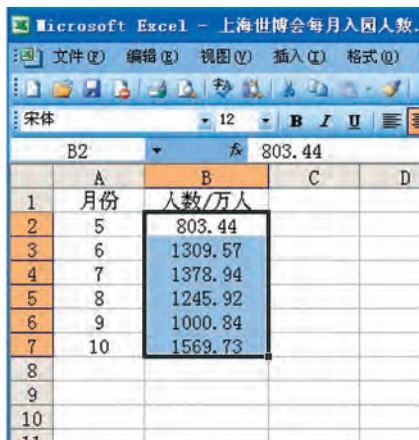 Microsoft Excel - 上海世博会每月入园人数.
文件(F) 编辑(E) 视图(V) 插入(I) 格式(O)
宋体 12 B I U
B2 fx 803.44
A B C D
1 月份 人数/万人
2 5 803.44
3 6 1309.57
4 7 1378.94
5 8 1245.92
6 9 1000.84
7 10 1569.73
8
9
10
11